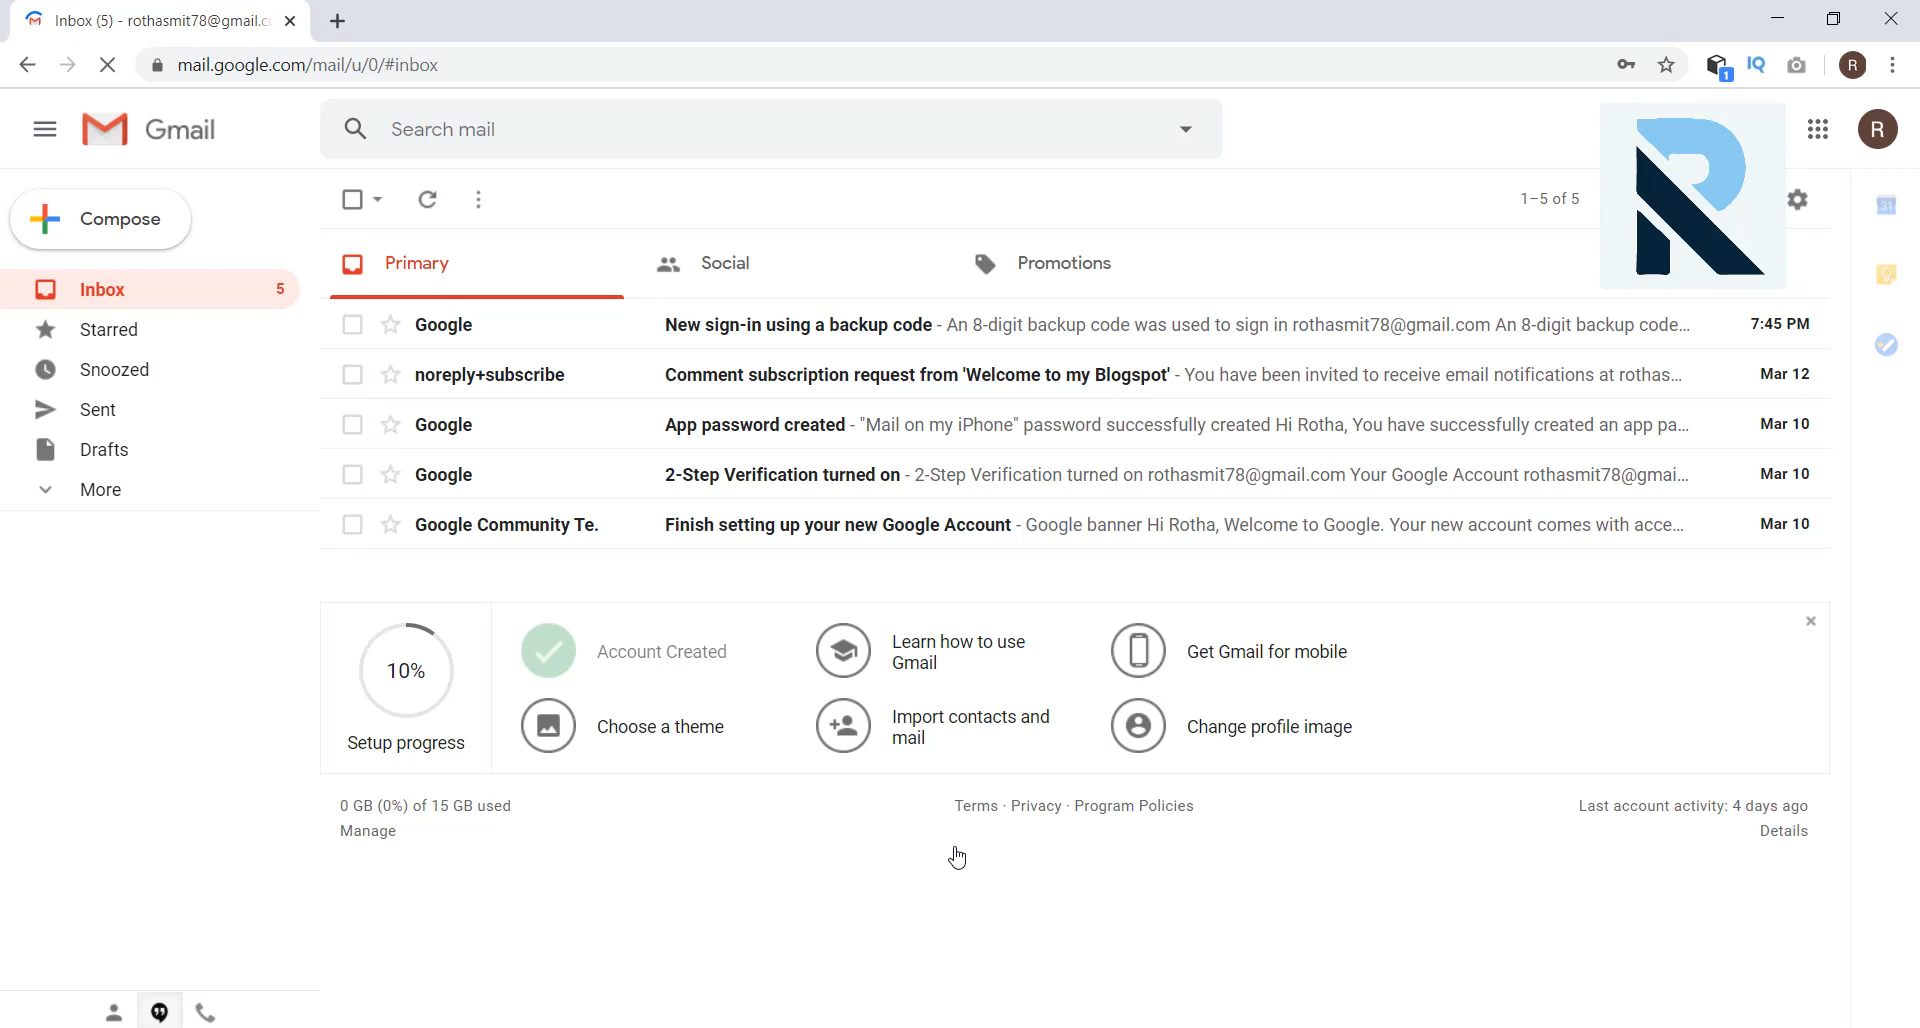 Inbox (5) - rothasmit78@gmail.c
mail.google.com/mail/u/0/#inbox
1
IQ
R
Gmail
Search mail
R
Compose
1–5 of 5
31
Primary
Social
Promotions
Inbox 5
Starred
Snoozed
Sent
Drafts
More
Google New sign-in using a backup code - An 8-digit backup code was used to sign in rothasmit78@gmail.com An 8-digit backup code... 7:45 PM
noreply+subscribe Comment subscription request from 'Welcome to my Blogspot' - You have been invited to receive email notifications at rothas... Mar 12
Google App password created - "Mail on my iPhone" password successfully created Hi Rotha, You have successfully created an app pa... Mar 10
Google 2-Step Verification turned on - 2-Step Verification turned on rothasmit78@gmail.com Your Google Account rothasmit78@gmai... Mar 10
Google Community Te. Finish setting up your new Google Account - Google banner Hi Rotha, Welcome to Google. Your new account comes with acce... Mar 10
10%
Setup progress
Account Created
Learn how to use
Gmail
Get Gmail for mobile
Choose a theme
Import contacts and
mail
Change profile image
0 GB (0%) of 15 GB used
Manage
Terms · Privacy · Program Policies
Last account activity: 4 days ago
Details